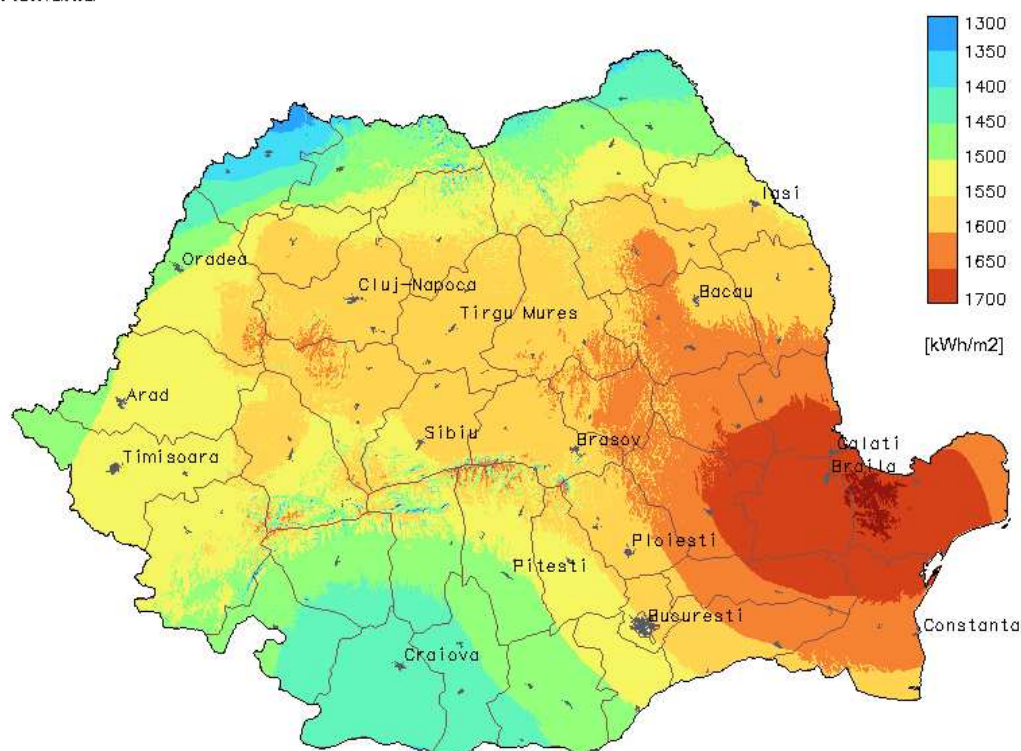 1300
1350
1400
1450
1500
1550
1600
1650
1700
[kWh/m2]
Iasi
Oradea
Cluj-Napoca
Bacau
Tirgu Mures
Arad
Sibiu
Brasov
Galati
Timisoara
Braila
Ploiesti
Pitesti
Bucuresti
Constanta
Craiova